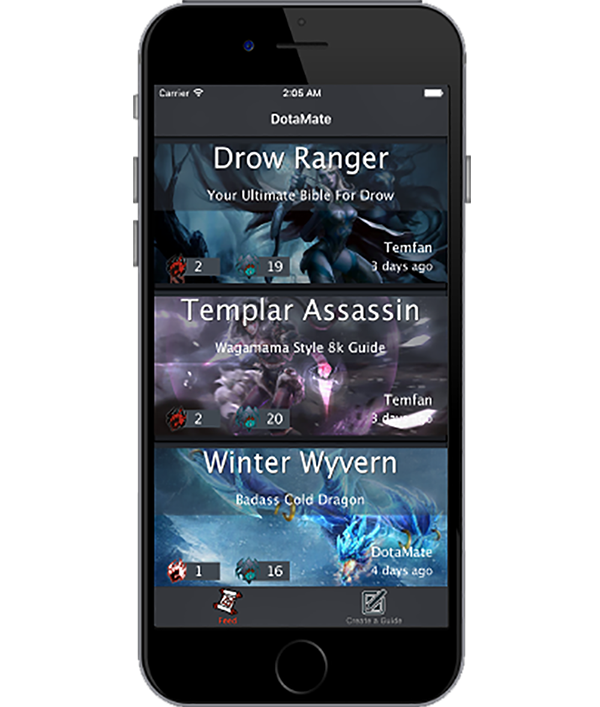 Carrier
2:05 AM
DotaMate
Drow Ranger
Your Ultimate Bible For Drow
Temfan
2 19 3 days ago
Templar Assassin
Wagamama Style 8k Guide
Temfan
2 20 3 days ago
Winter Wyvern
Badass Cold Dragon
DotaMate
1 16 4 days ago
Feed Create a Guide